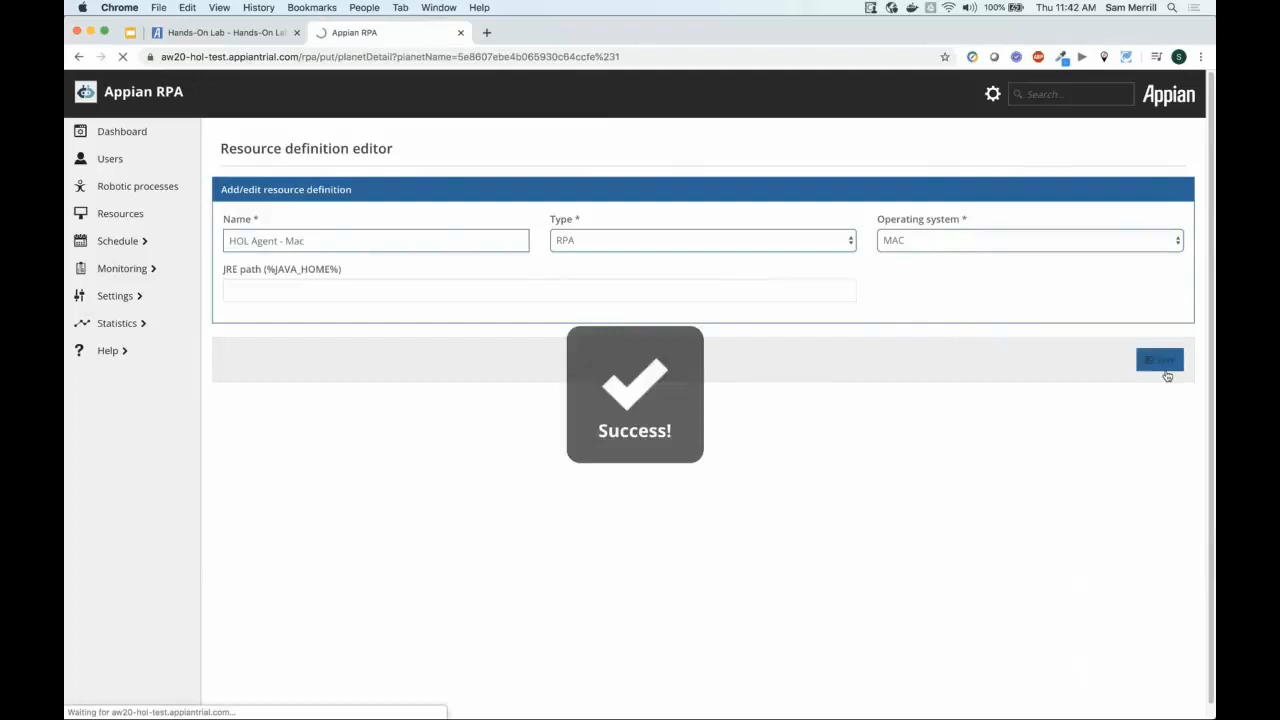 Chrome File Edit View History Bookmarks People Tab Window Help 100% Thu 11:42 AM Sam Merrill
Hands-On Lab - Hands-On La
Appian RPA
aw20-hol-test.appiantrial.com/rpa/put/planetDetail?planetName=5e8607ebe4b065930c64ccfe%231
S
Appian RPA
Search...
Appian
Dashboard
Users
Robotic processes
Resources
Schedule
Monitoring
Settings
Statistics
Help
Resource definition editor
Add/edit resource definition
Name *
Type *
Operating system *
HOL Agent - Mac
RPA
MAC
JRE path (%JAVA_HOME%)
Success!
Waiting for aw20-hol-test.appiantrial.com...